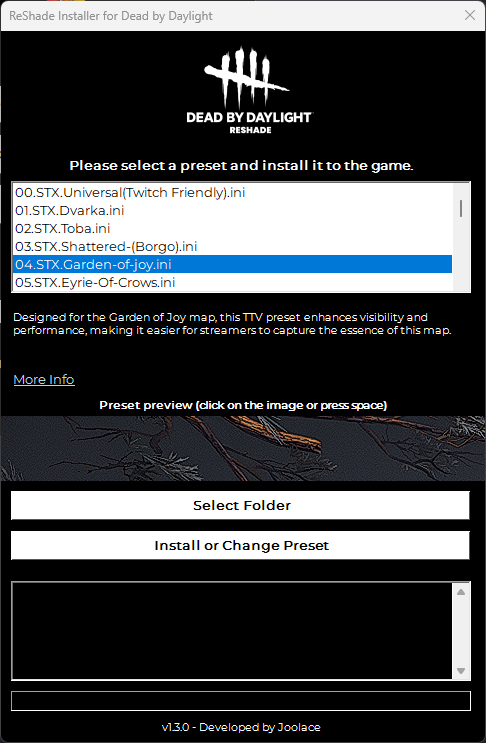 ReShade Installer for Dead by Daylight
DEAD BY DAYLIGHT
RESHADE
Please select a preset and install it to the game.
00.STX.Universal(Twitch Friendly).ini
01.STX.Dvarka.ini
02.STX.Toba.ini
03.STX.Shattered-(Borgo).ini
04.STX.Garden-of-joy.ini
05.STX.Eyrie-Of-Crows.ini
Designed for the Garden of Joy map, this TTV preset enhances visibility and
performance, making it easier for streamers to capture the essence of this map.
More Info
Preset preview (click on the image or press space)
Select Folder
Install or Change Preset
v1.3.0 - Developed by Joolace